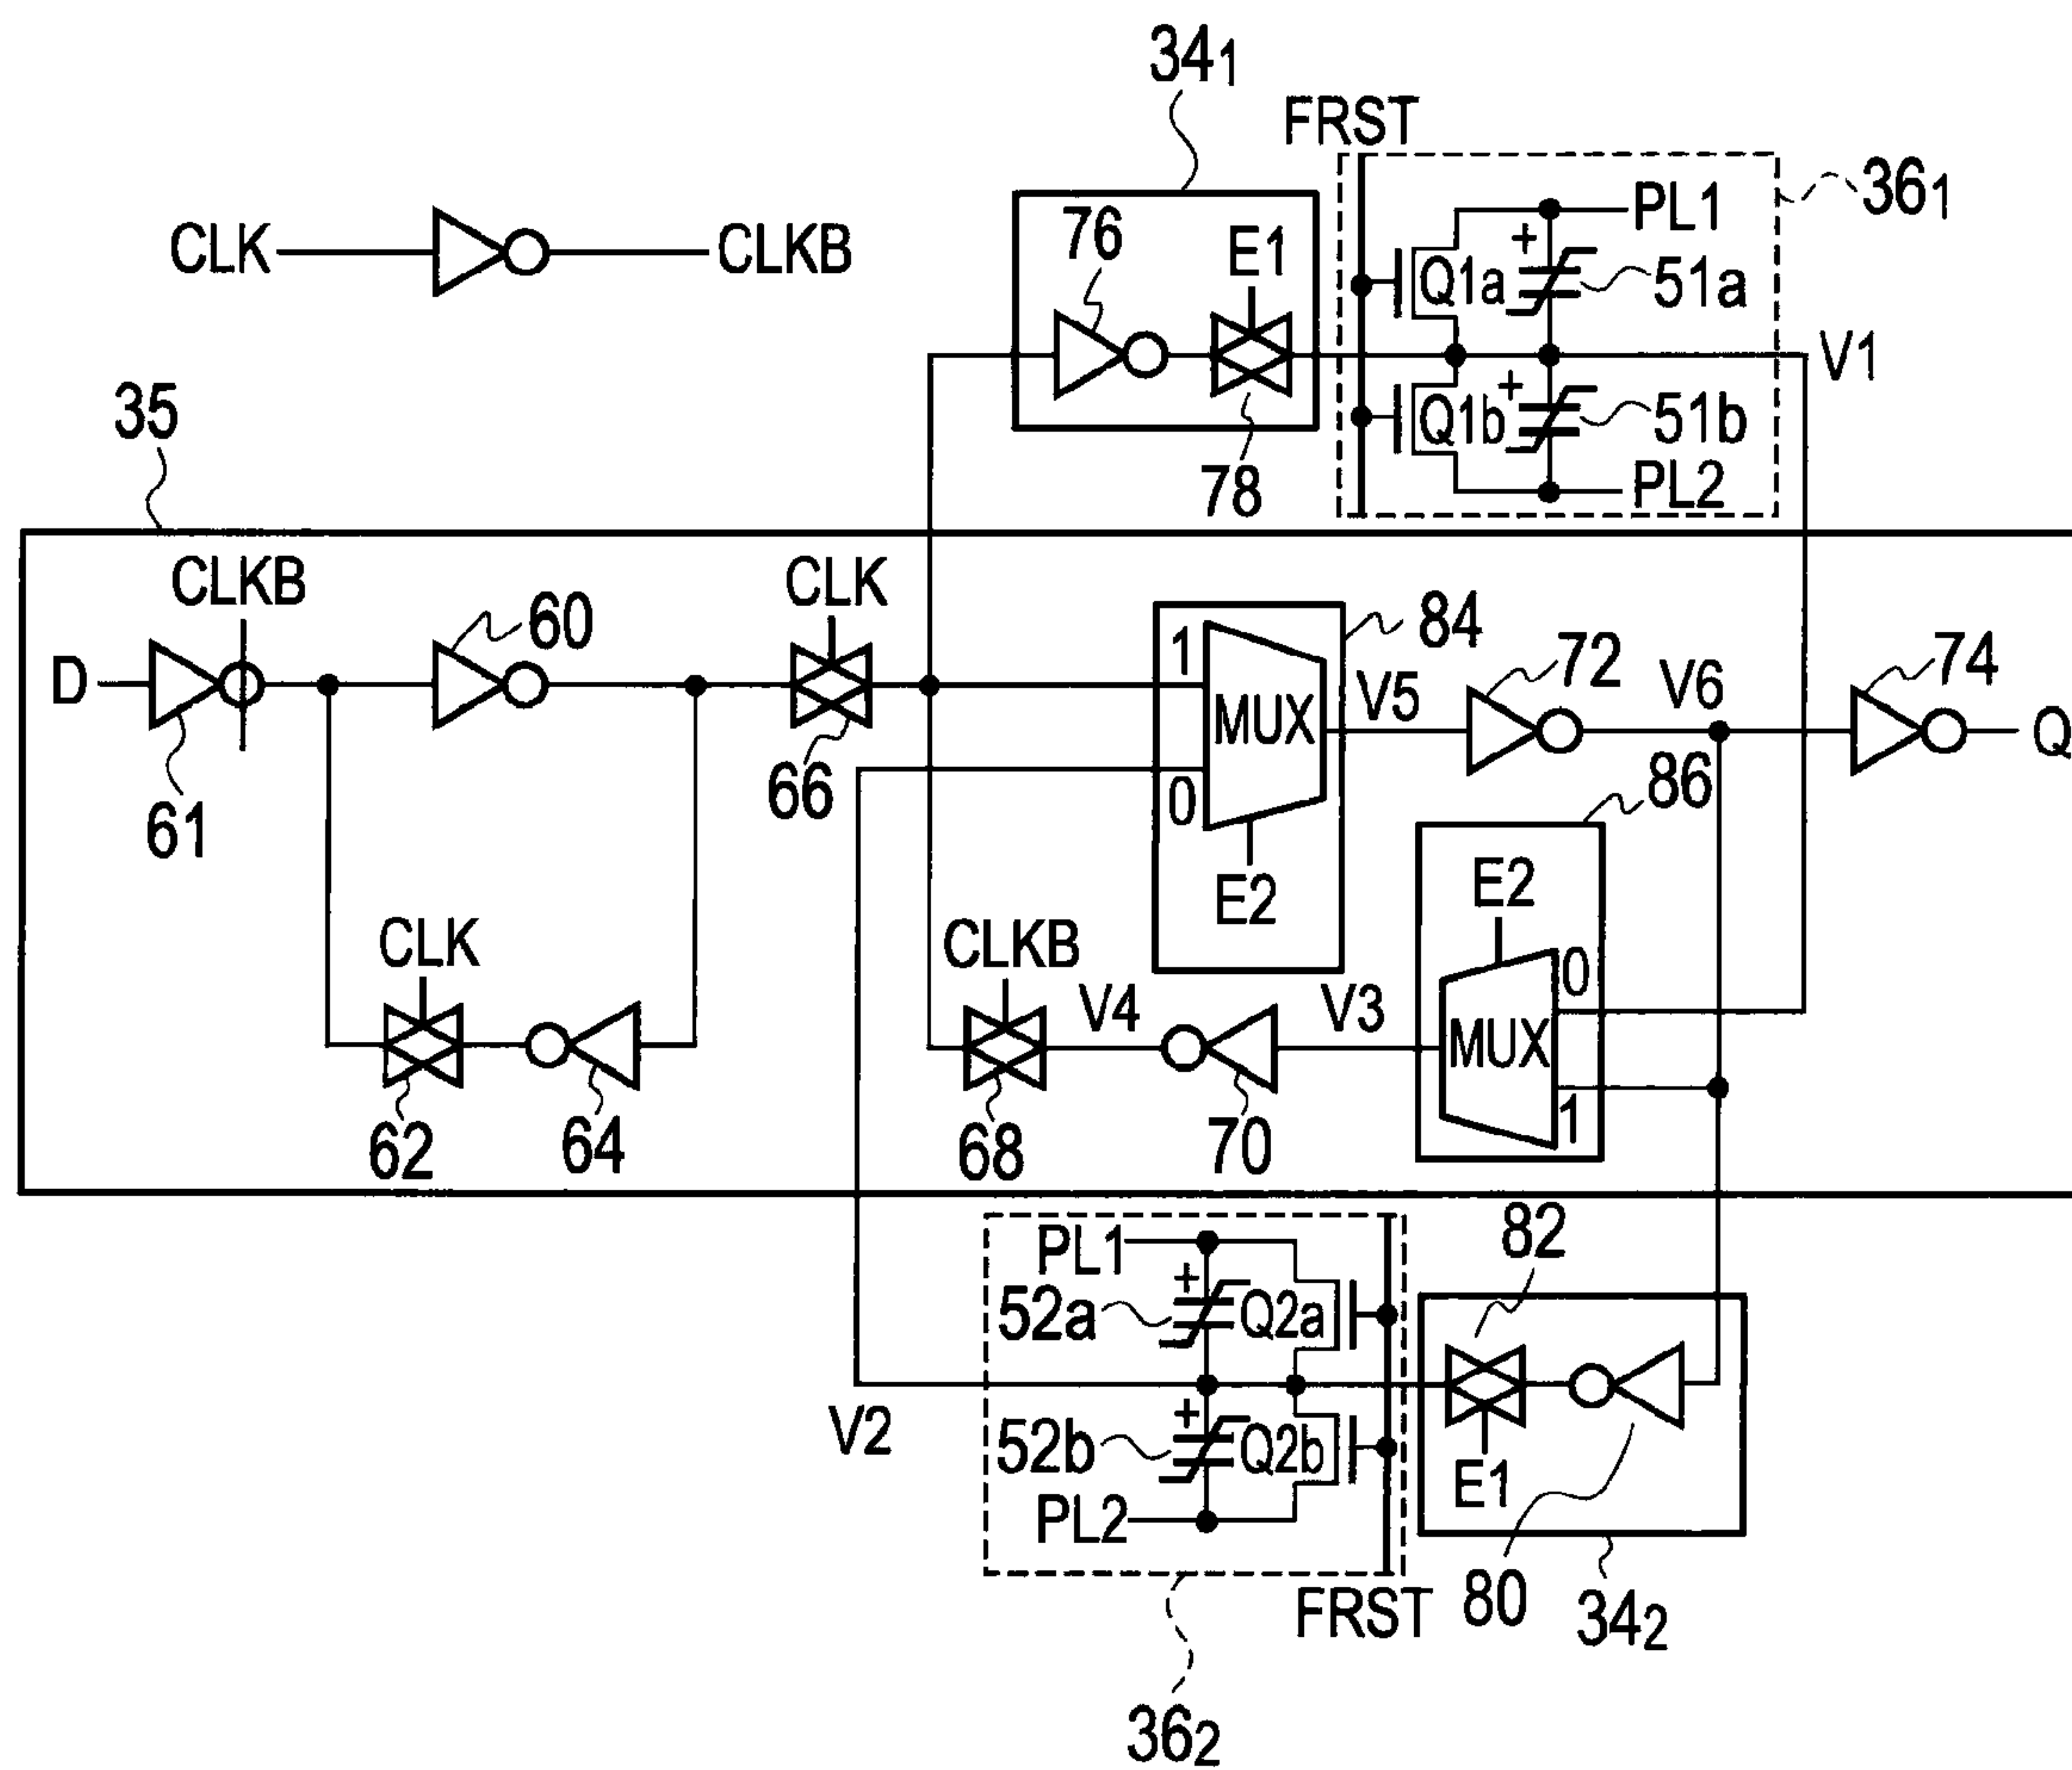 34₁
FRST
PL1
36₁
CLK
CLKB
76
E1
+
Q1a
51a
V1
+
Q1b
51b
78
PL2
35
CLKB
60
CLK
84
72
V6
74
D
1
MUX
V5
Q
61
66
0
86
E2
E2
CLK
CLKB
0
V4
V3
MUX
1
62
64
68
70
PL1
82
+
52a
Q2a
V2
+
52b
Q2b
E1
PL2
FRST
80
34₂
36₂